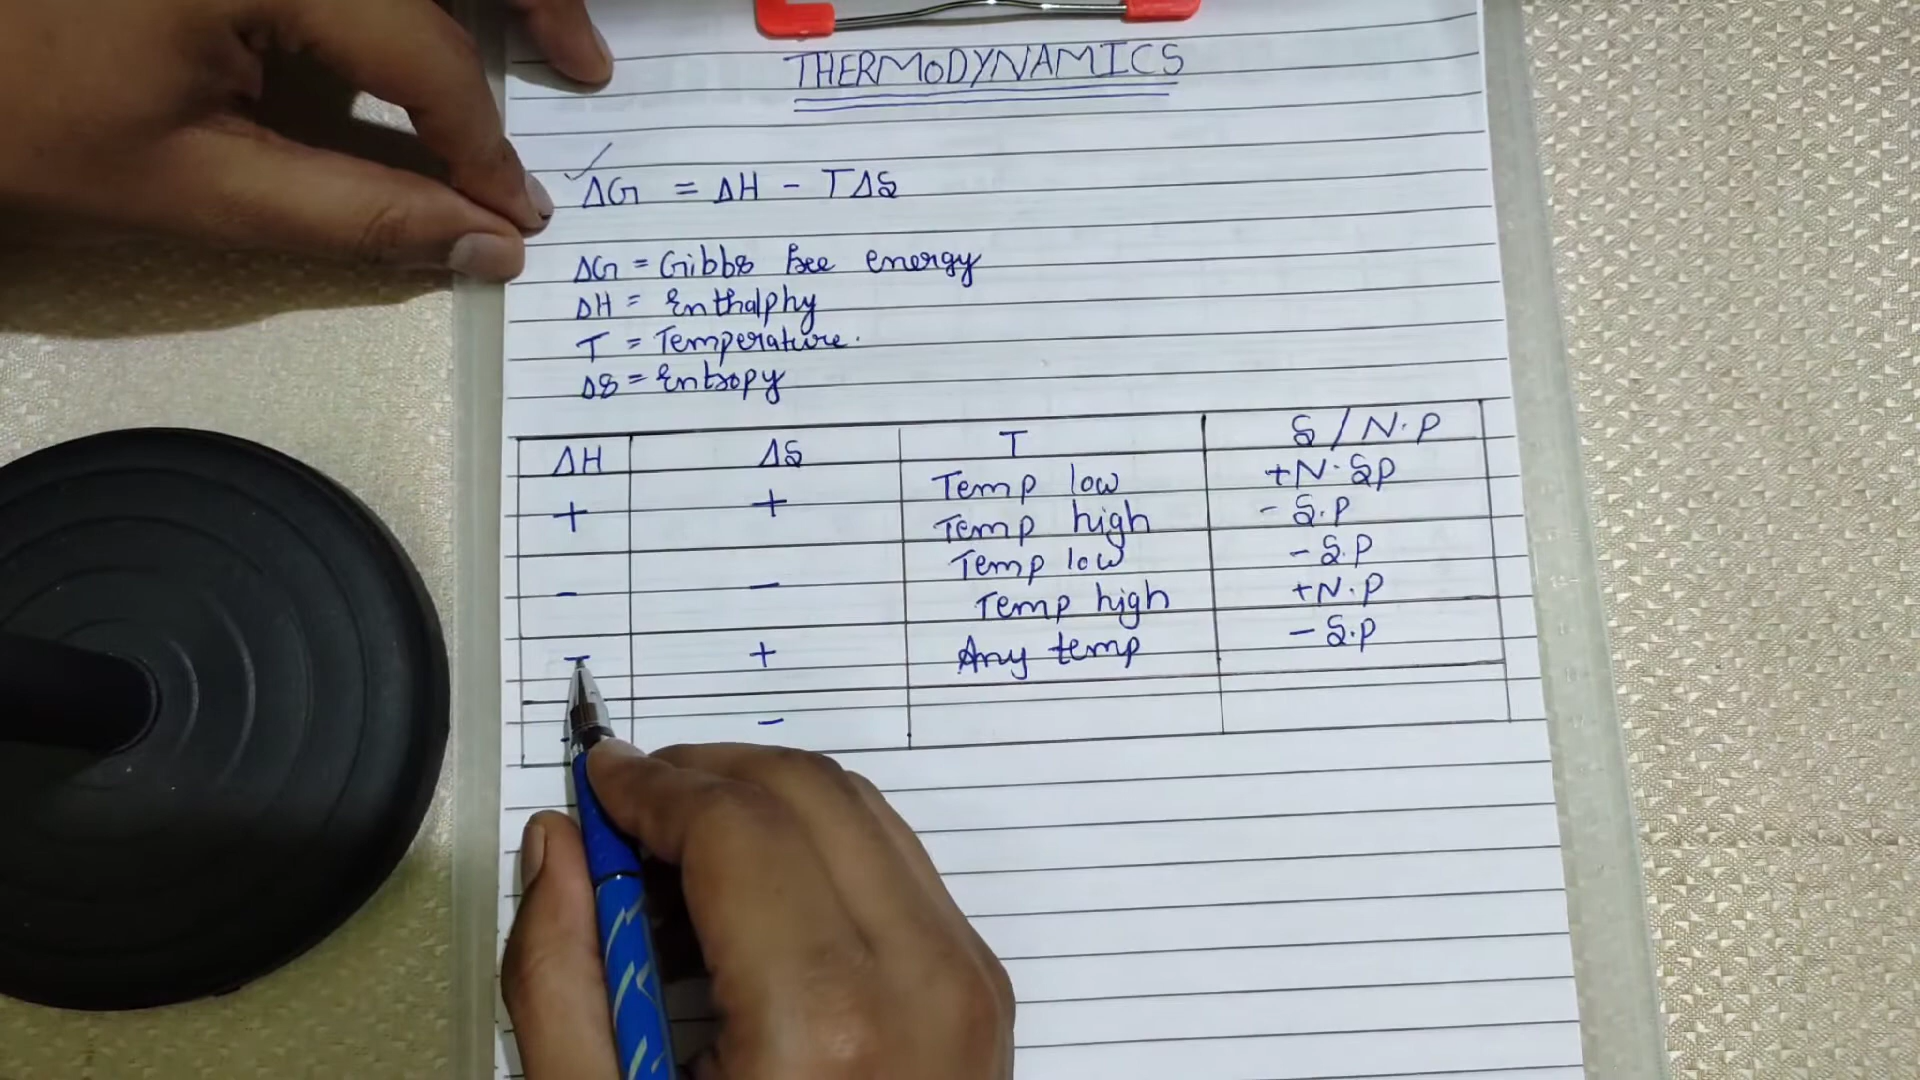 THERMODYNAMICS
ΔG = ΔH - TΔS
ΔG = Gibbs free energy
ΔH = Enthalphy
T = Temperature.
ΔS = Entropy
ΔH ΔS T S / N.P
+ + Temp low +N.SP
Temp high - S.P
- - Temp low - S.P
Temp high +N.P
- + Any temp - S.P
-